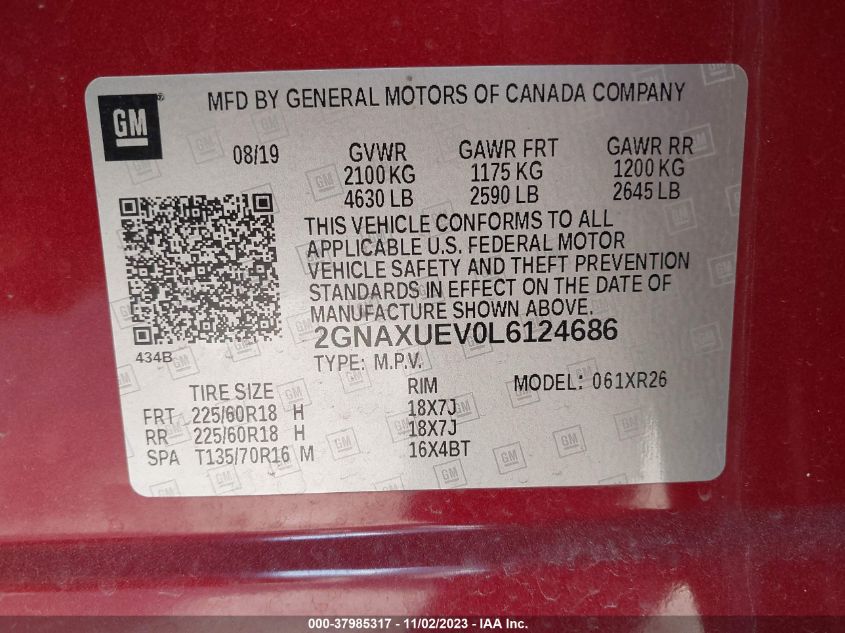 GM
MFD BY GENERAL MOTORS OF CANADA COMPANY
08/19 GVWR GAWR FRT GAWR RR
2100KG 1175 KG 1200 KG
4630 LB 2590 LB 2645 LB
THIS VEHICLE CONFORMS TO ALL
APPLICABLE U.S. FEDERAL MOTOR
VEHICLE SAFETY AND THEFT PREVENTION
STANDARDS IN EFFECT ON THE DATE OF
MANUFACTURE SHOWN ABOVE.
2GNAXUEV0L6124686
434B
TYPE: M.P.V.
TIRE SIZE RIM MODEL: 061XR26
FRT 225/60R18 H 18X7J
RR 225/60R18 H 18X7J
SPA T135/70R16 M 16X4BT
000-37985317 - 11/02/2023 - IAAI, Inc.